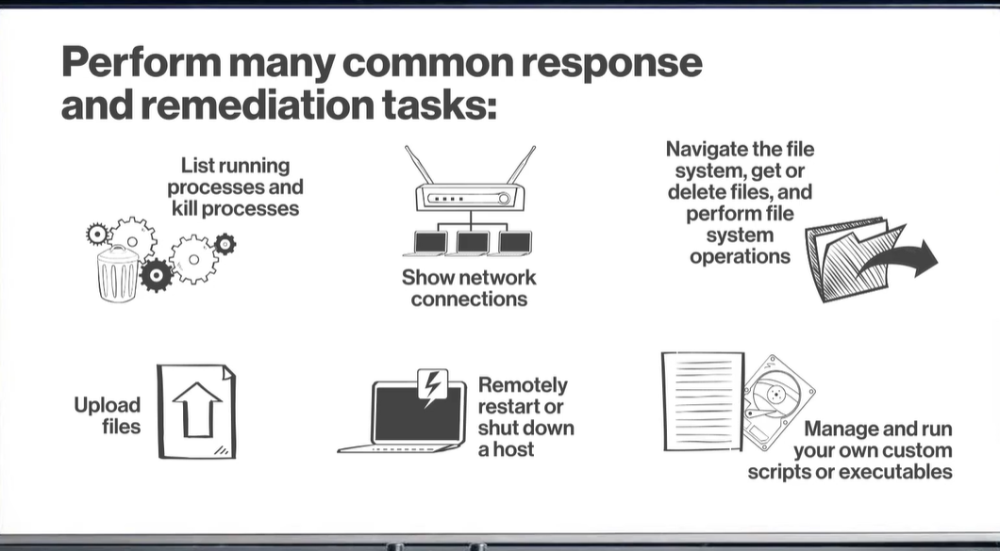 Perform many common response
and remediation tasks:
List running
processes and
kill processes
Show network
connections
Navigate the file
system, get or
delete files, and
perform file
system
operations
Upload
files
Remotely
restart or
shut down
a host
Manage and run
your own custom
scripts or executables